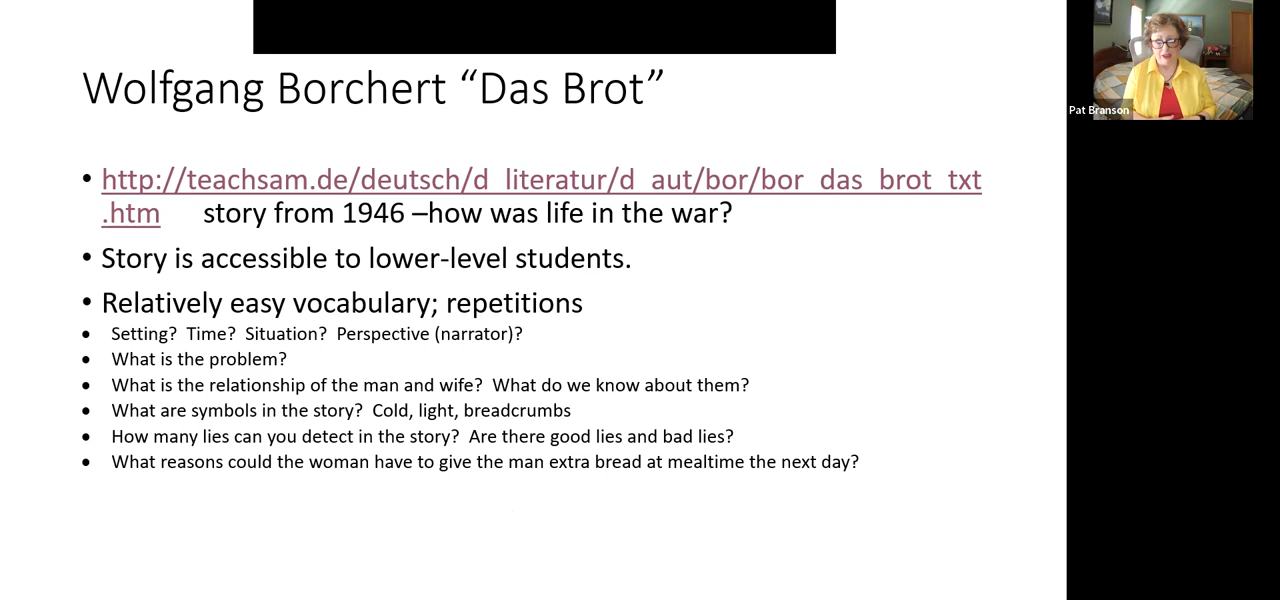 Wolfgang Borchert “Das Brot”
• http://teachsam.de/deutsch/d_literatur/d_aut/bor/bor_das_brot_txt
.htm story from 1946 –how was life in the war?
• Story is accessible to lower-level students.
• Relatively easy vocabulary; repetitions
• Setting? Time? Situation? Perspective (narrator)?
• What is the problem?
• What is the relationship of the man and wife? What do we know about them?
• What are symbols in the story? Cold, light, breadcrumbs
• How many lies can you detect in the story? Are there good lies and bad lies?
• What reasons could the woman have to give the man extra bread at mealtime the next day?
Pat Branson